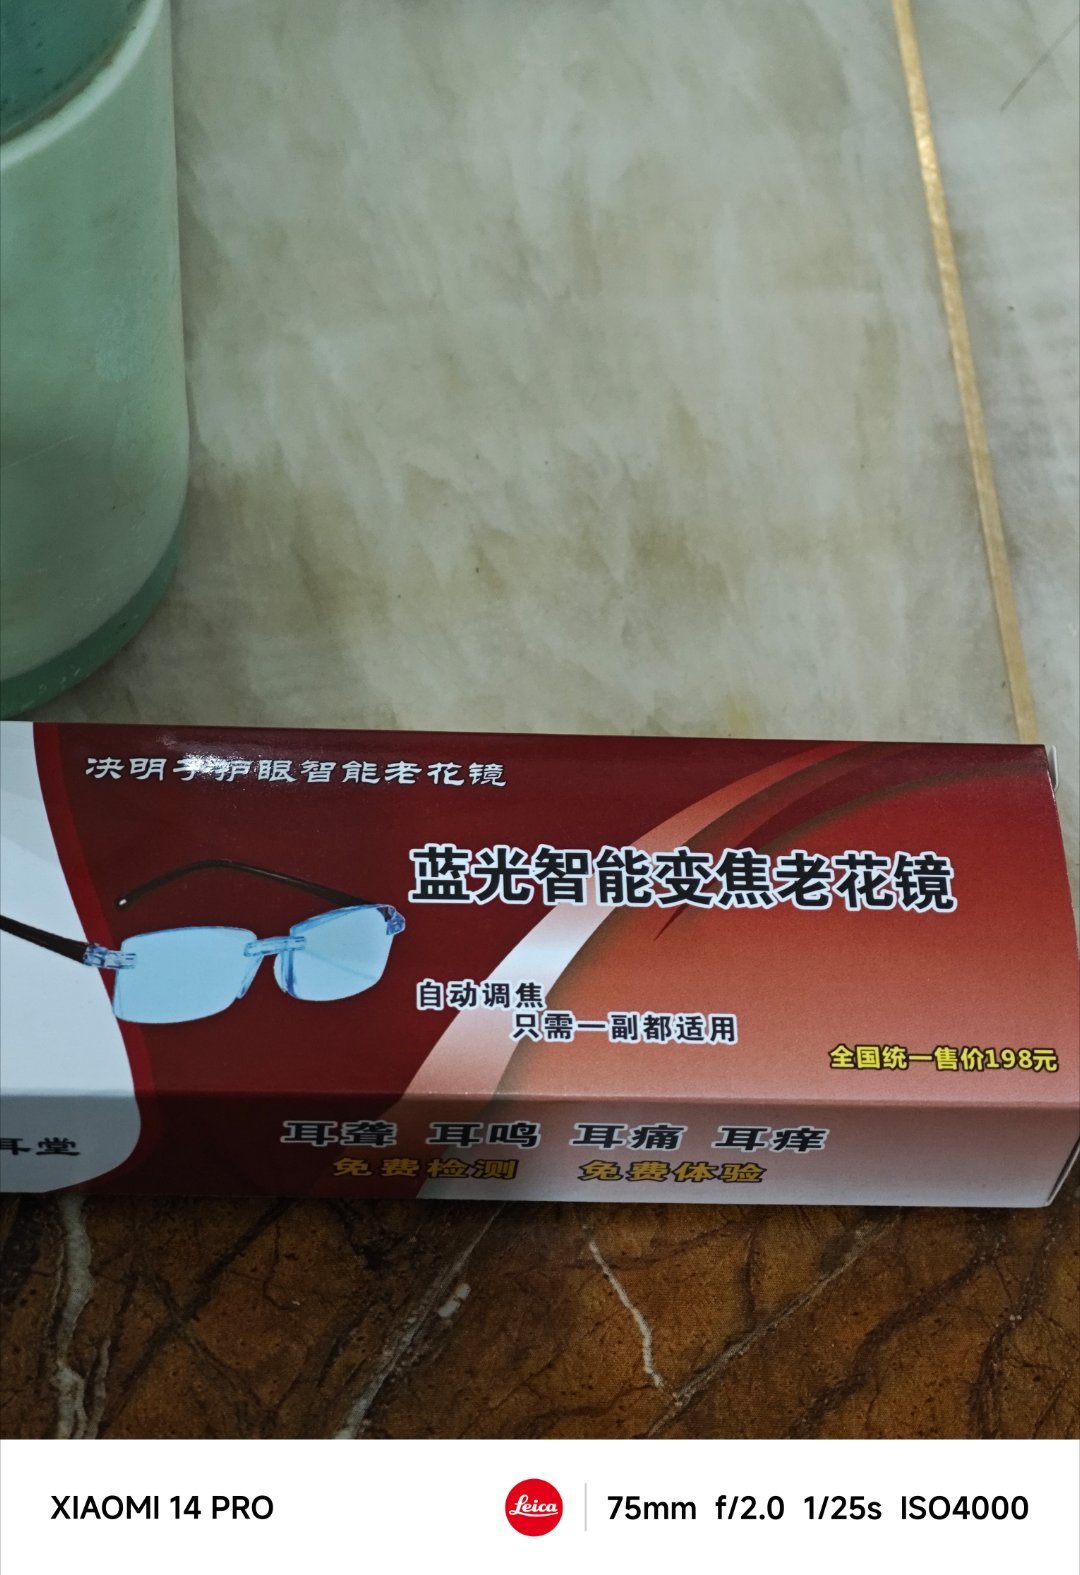 决明子护眼智能老花镜
蓝光智能变焦老花镜
自动调焦
只需一副都适用
全国统一售价198元
耳堂
耳聋 耳鸣 耳痛 耳痒
免费检测 免费体验
XIAOMI 14 PRO
Leica
75mm f/2.0 1/25s ISO4000